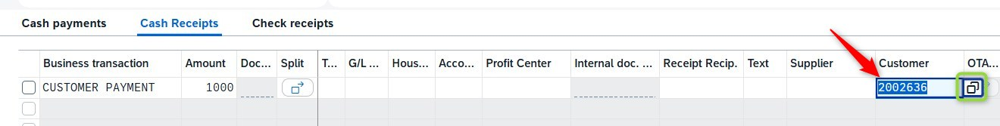 Cash payments Cash Receipts Check receipts
Business transaction Amount Doc... Split T... G/L ... Hous... Acco... Profit Center Internal doc. ... Receipt Recip. Text Supplier Customer OTA...
CUSTOMER PAYMENT 1000 2002636